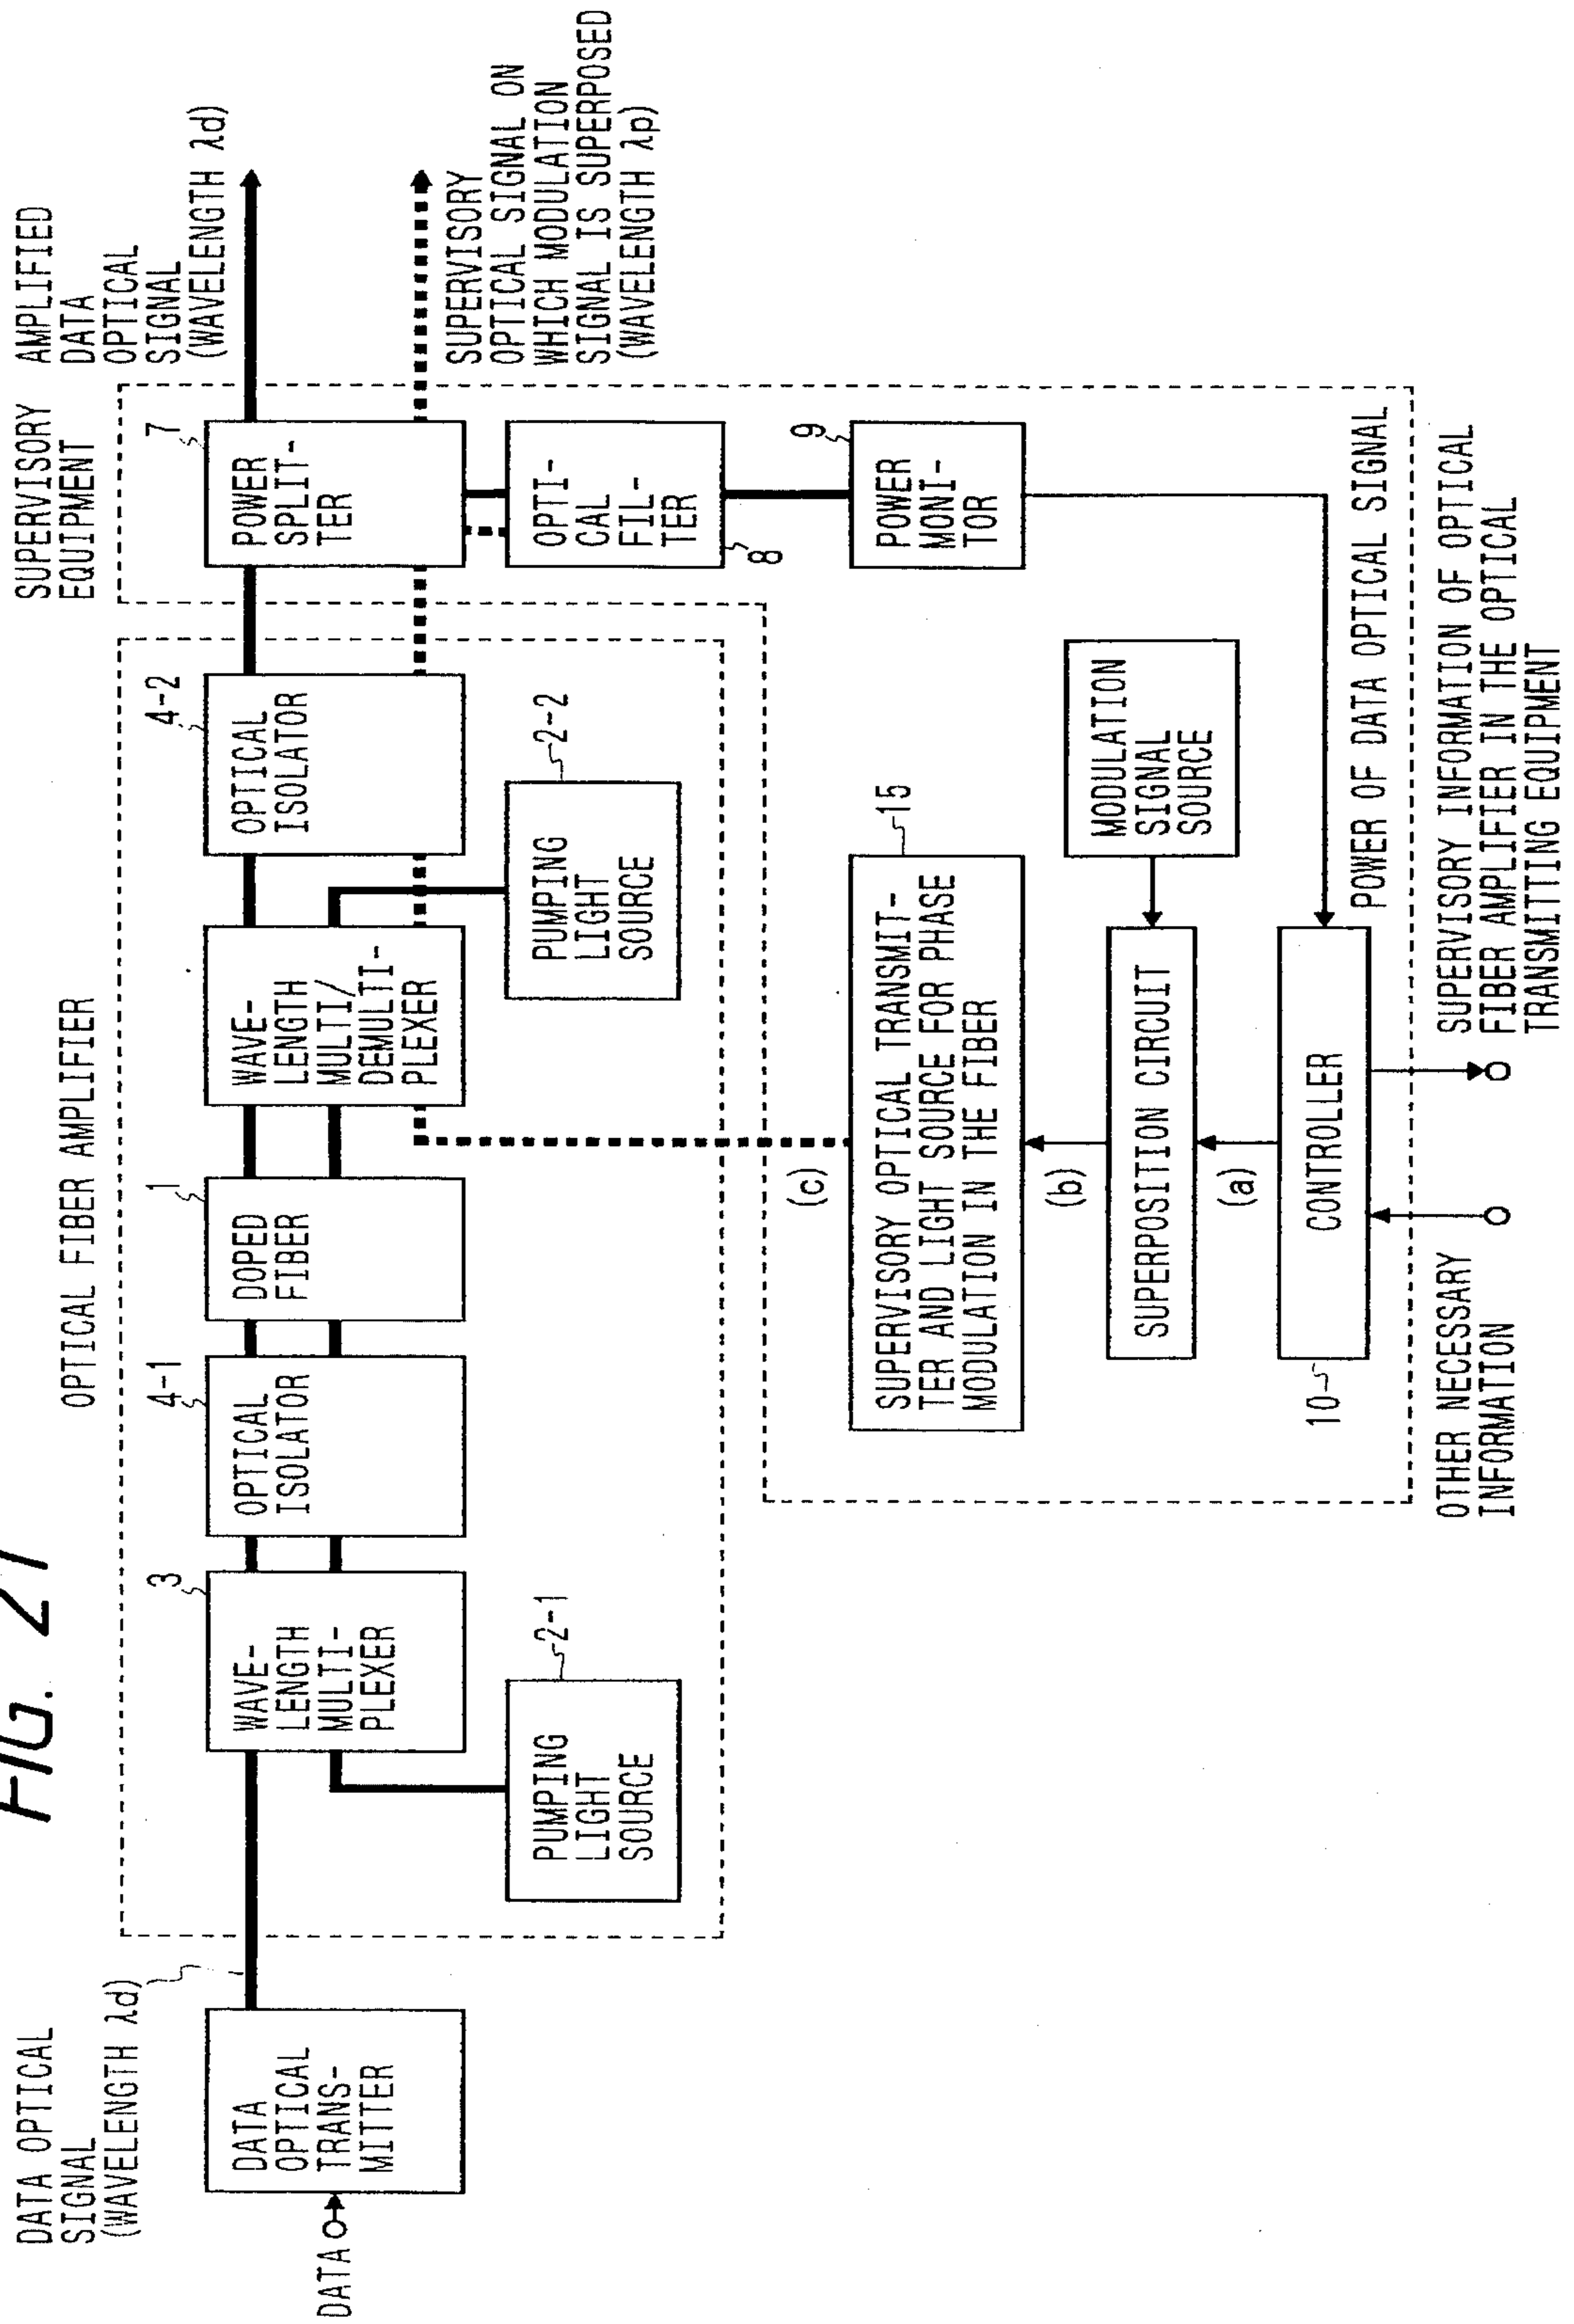 FIG. 21
DATA OPTICAL
SIGNAL
(WAVELENGTH λd)
OPTICAL FIBER AMPLIFIER
SUPERVISORY
EQUIPMENT
AMPLIFIED
DATA
OPTICAL
SIGNAL
(WAVELENGTH λd)
DATA
DATA
OPTICAL
TRANS-
MITTER
3
WAVE-
LENGTH
MULTI-
PLEXER
4-1
OPTICAL
ISOLATOR
1
DOPED
FIBER
WAVE-
LENGTH
MULTI/
DEMULTI-
PLEXER
4-2
OPTICAL
ISOLATOR
7
POWER
SPLIT-
TER
SUPERVISORY
OPTICAL SIGNAL ON
WHICH MODULATION
SIGNAL IS SUPERPOSED
(WAVELENGTH λp)
2-1
PUMPING
LIGHT
SOURCE
2-2
PUMPING
LIGHT
SOURCE
OPTI-
CAL
FIL-
TER
8
(c)
15
SUPERVISORY OPTICAL TRANSMIT-
TER AND LIGHT SOURCE FOR PHASE
MODULATION IN THE FIBER
9
POWER
MONI-
TOR
(b)
MODULATION
SIGNAL
SOURCE
SUPERPOSITION CIRCUIT
(a)
10
CONTROLLER
POWER OF DATA OPTICAL SIGNAL
OTHER NECESSARY
INFORMATION
SUPERVISORY INFORMATION OF OPTICAL
FIBER AMPLIFIER IN THE OPTICAL
TRANSMITTING EQUIPMENT